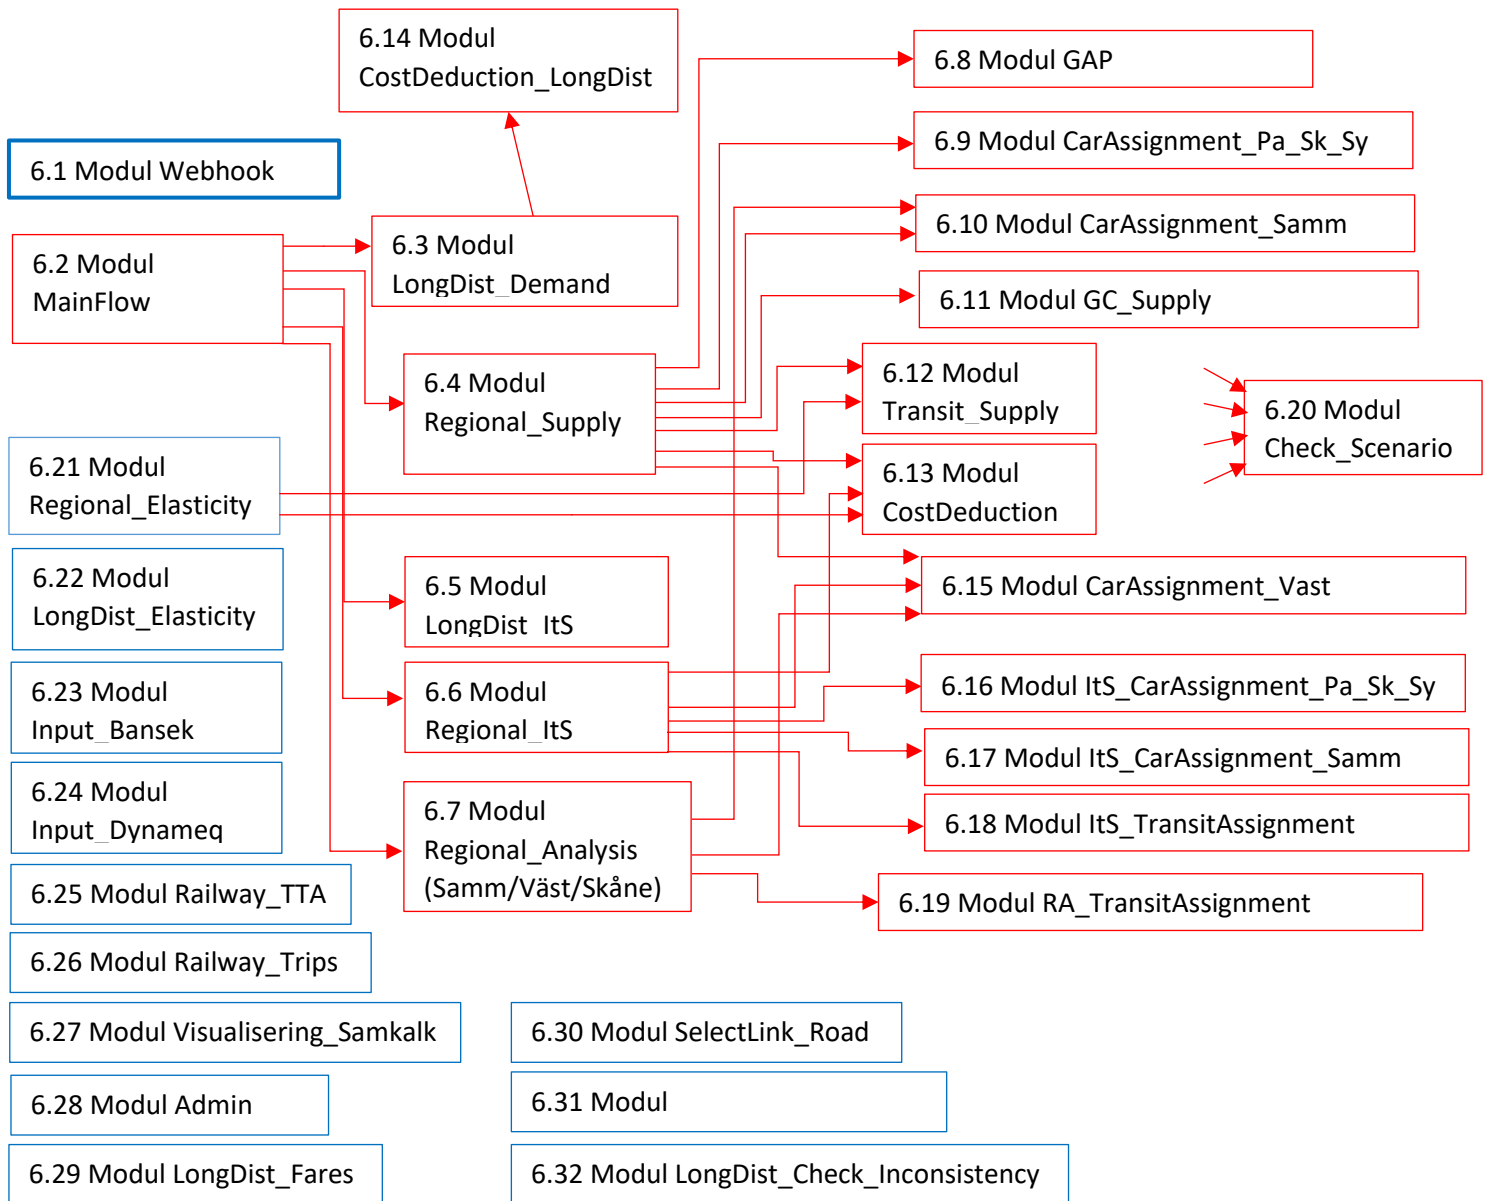 6.14 Modul
CostDeduction_LongDist
6.8 Modul GAP
6.9 Modul CarAssignment_Pa_Sk_Sy
6.1 Modul Webhook
6.10 Modul CarAssignment_Samm
6.2 Modul
MainFlow
6.3 Modul
LongDist_Demand
6.11 Modul GC_Supply
6.4 Modul
Regional_Supply
6.12 Modul
Transit_Supply
6.20 Modul
Check_Scenario
6.21 Modul
Regional_Elasticity
6.13 Modul
CostDeduction
6.22 Modul
LongDist_Elasticity
6.5 Modul
LongDist_ItS
6.15 Modul CarAssignment_Vast
6.23 Modul
Input_Bansek
6.6 Modul
Regional_ItS
6.16 Modul ItS_CarAssignment_Pa_Sk_Sy
6.17 Modul ItS_CarAssignment_Samm
6.24 Modul
Input_Dynameq
6.7 Modul
Regional_Analysis
(Samm/Väst/Skåne)
6.18 Modul ItS_TransitAssignment
6.25 Modul Railway_TTA
6.19 Modul RA_TransitAssignment
6.26 Modul Railway_Trips
6.27 Modul Visualisering_Samkalk
6.30 Modul SelectLink_Road
6.28 Modul Admin
6.31 Modul
6.29 Modul LongDist_Fares
6.32 Modul LongDist_Check_Inconsistency